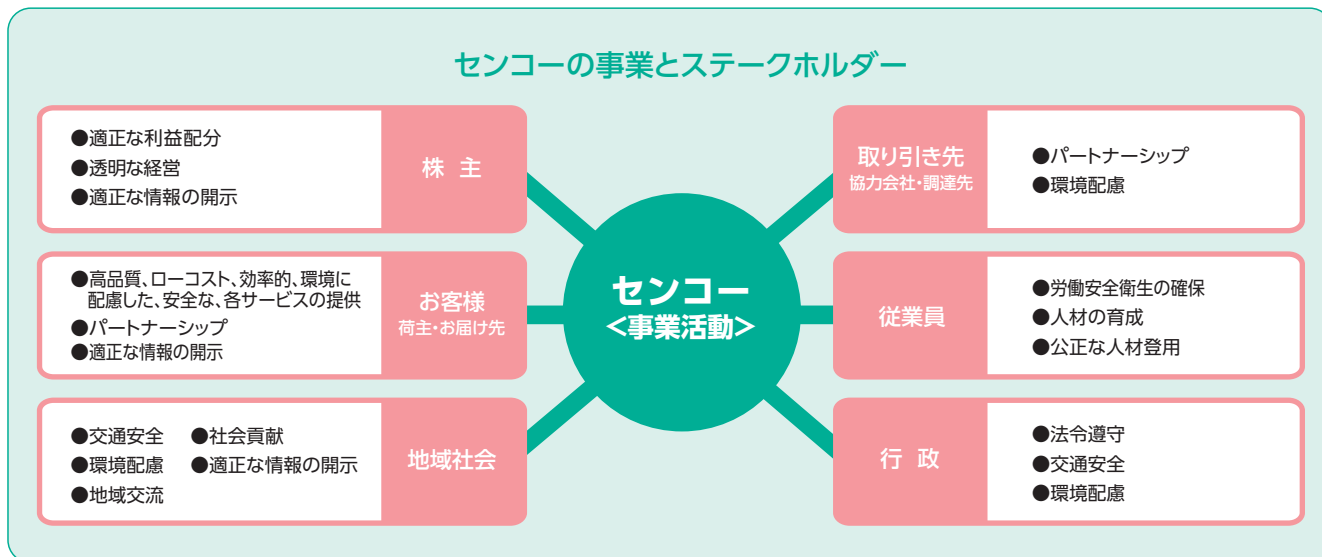 センコーの事業とステークホルダー
●適正な利益配分
●透明な経営
●適正な情報の開示
株 主
●高品質、ローコスト、効率的、環境に
配慮した、安全な、各サービスの提供
●パートナーシップ
●適正な情報の開示
お客様
荷主・お届け先
●交通安全 ●社会貢献
●環境配慮 ●適正な情報の開示
●地域交流
地域社会
センコー
<事業活動>
取り引き先
協力会社・調達先
●パートナーシップ
●環境配慮
従業員
●労働安全衛生の確保
●人材の育成
●公正な人材登用
行 政
●法令遵守
●交通安全
●環境配慮